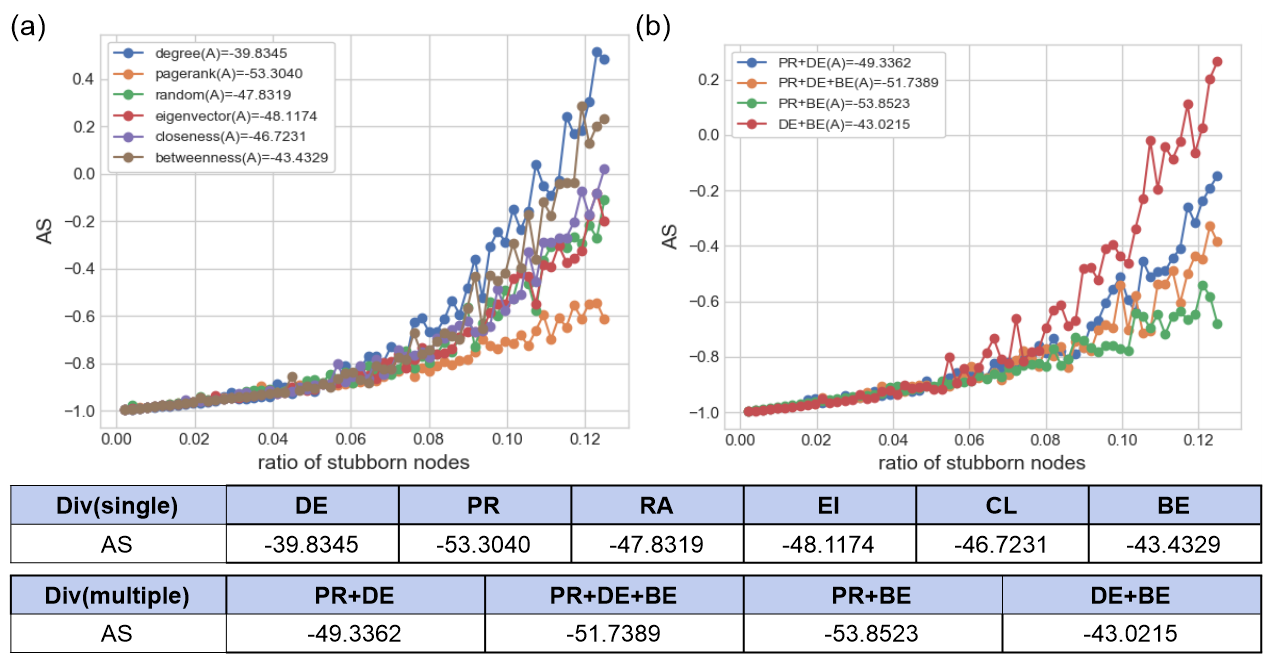 (a)
degree(A)=-39.8345
pagerank(A)=-53.3040
random(A)=-47.8319
eigenvector(A)=-48.1174
closeness(A)=-46.7231
betweenness(A)=-43.4329
0.4
0.2
0.0
−0.2
−0.4
−0.6
−0.8
−1.0
AS
0.00 0.02 0.04 0.06 0.08 0.10 0.12
ratio of stubborn nodes
(b)
PR+DE(A)=-49.3362
PR+DE+BE(A)=-51.7389
PR+BE(A)=-53.8523
DE+BE(A)=-43.0215
0.2
0.0
−0.2
−0.4
−0.6
−0.8
−1.0
AS
0.00 0.02 0.04 0.06 0.08 0.10 0.12
ratio of stubborn nodes
Div(single) DE PR RA EI CL BE
AS -39.8345 -53.3040 -47.8319 -48.1174 -46.7231 -43.4329
Div(multiple) PR+DE PR+DE+BE PR+BE DE+BE
AS -49.3362 -51.7389 -53.8523 -43.0215